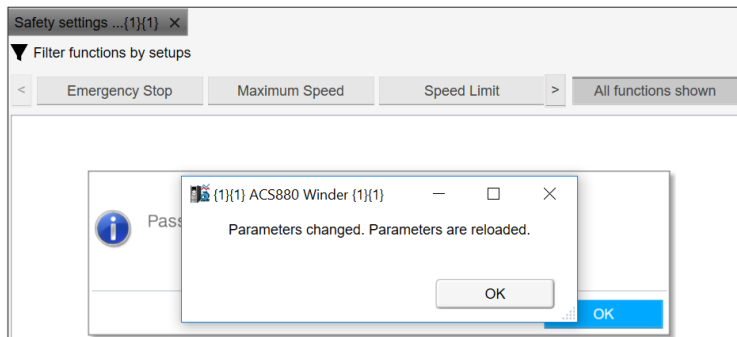 Safety settings ...{1}{1} ×
Filter functions by setups
< Emergency Stop Maximum Speed Speed Limit > All functions shown
{1}{1} ACS880 Winder {1}{1}
Parameters changed. Parameters are reloaded.
OK
OK